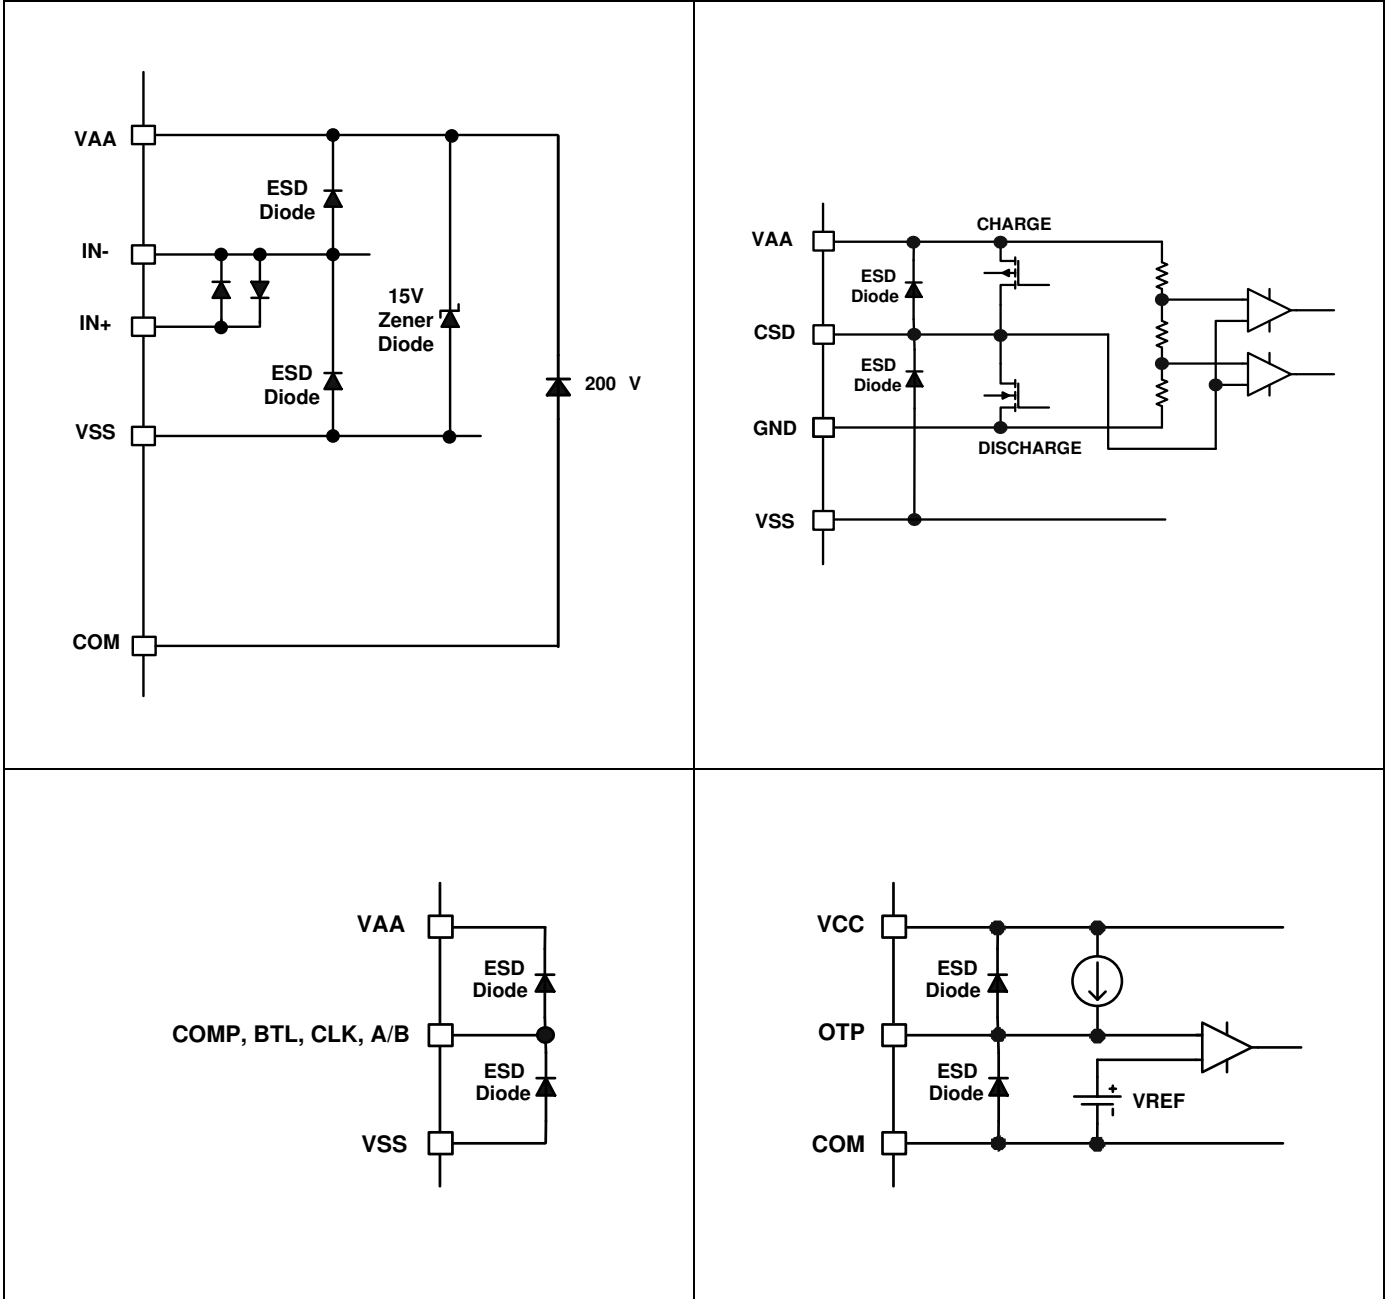 VAA
ESD
Diode
IN-
15V
Zener
Diode
IN+
ESD
Diode
200 V
VSS
COM
CHARGE
VAA
ESD
Diode
CSD
ESD
Diode
GND
DISCHARGE
VSS
VAA
ESD
Diode
COMP, BTL, CLK, A/B
ESD
Diode
VSS
VCC
ESD
Diode
OTP
ESD
Diode
+
VREF
-
COM